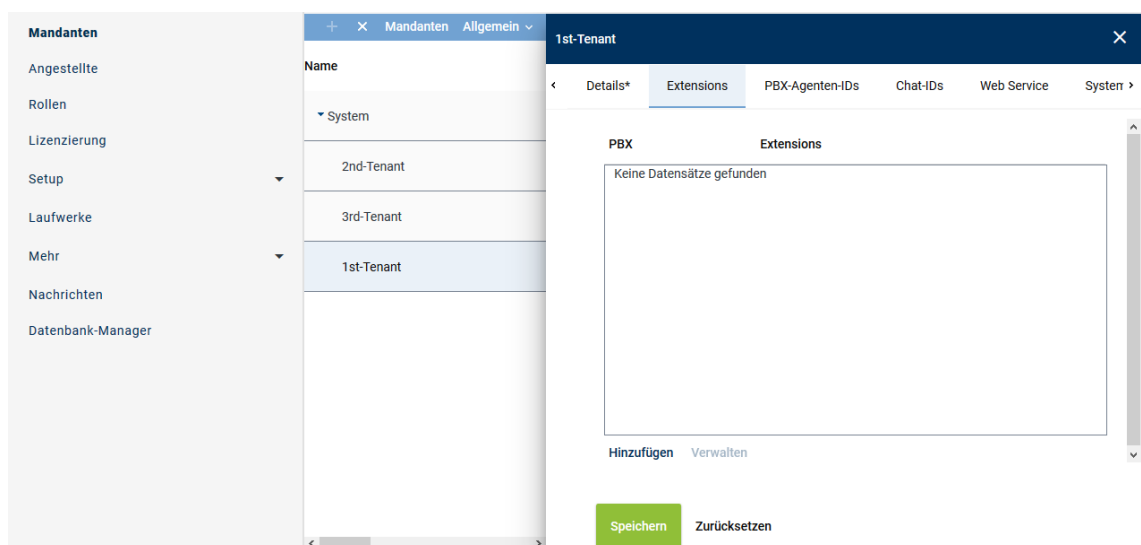 Mandanten
Angestellte
Rollen
Lizenzierung
Setup
Laufwerke
Mehr
Nachrichten
Datenbank-Manager
Mandanten Allgemein
Name
System
2nd-Tenant
3rd-Tenant
1st-Tenant
1st-Tenant
Details* Extensions PBX-Agenten-IDs Chat-IDs Web Service System
PBX Extensions
Keine Datensätze gefunden
Hinzufügen Verwalten
Speichern Zurücksetzen